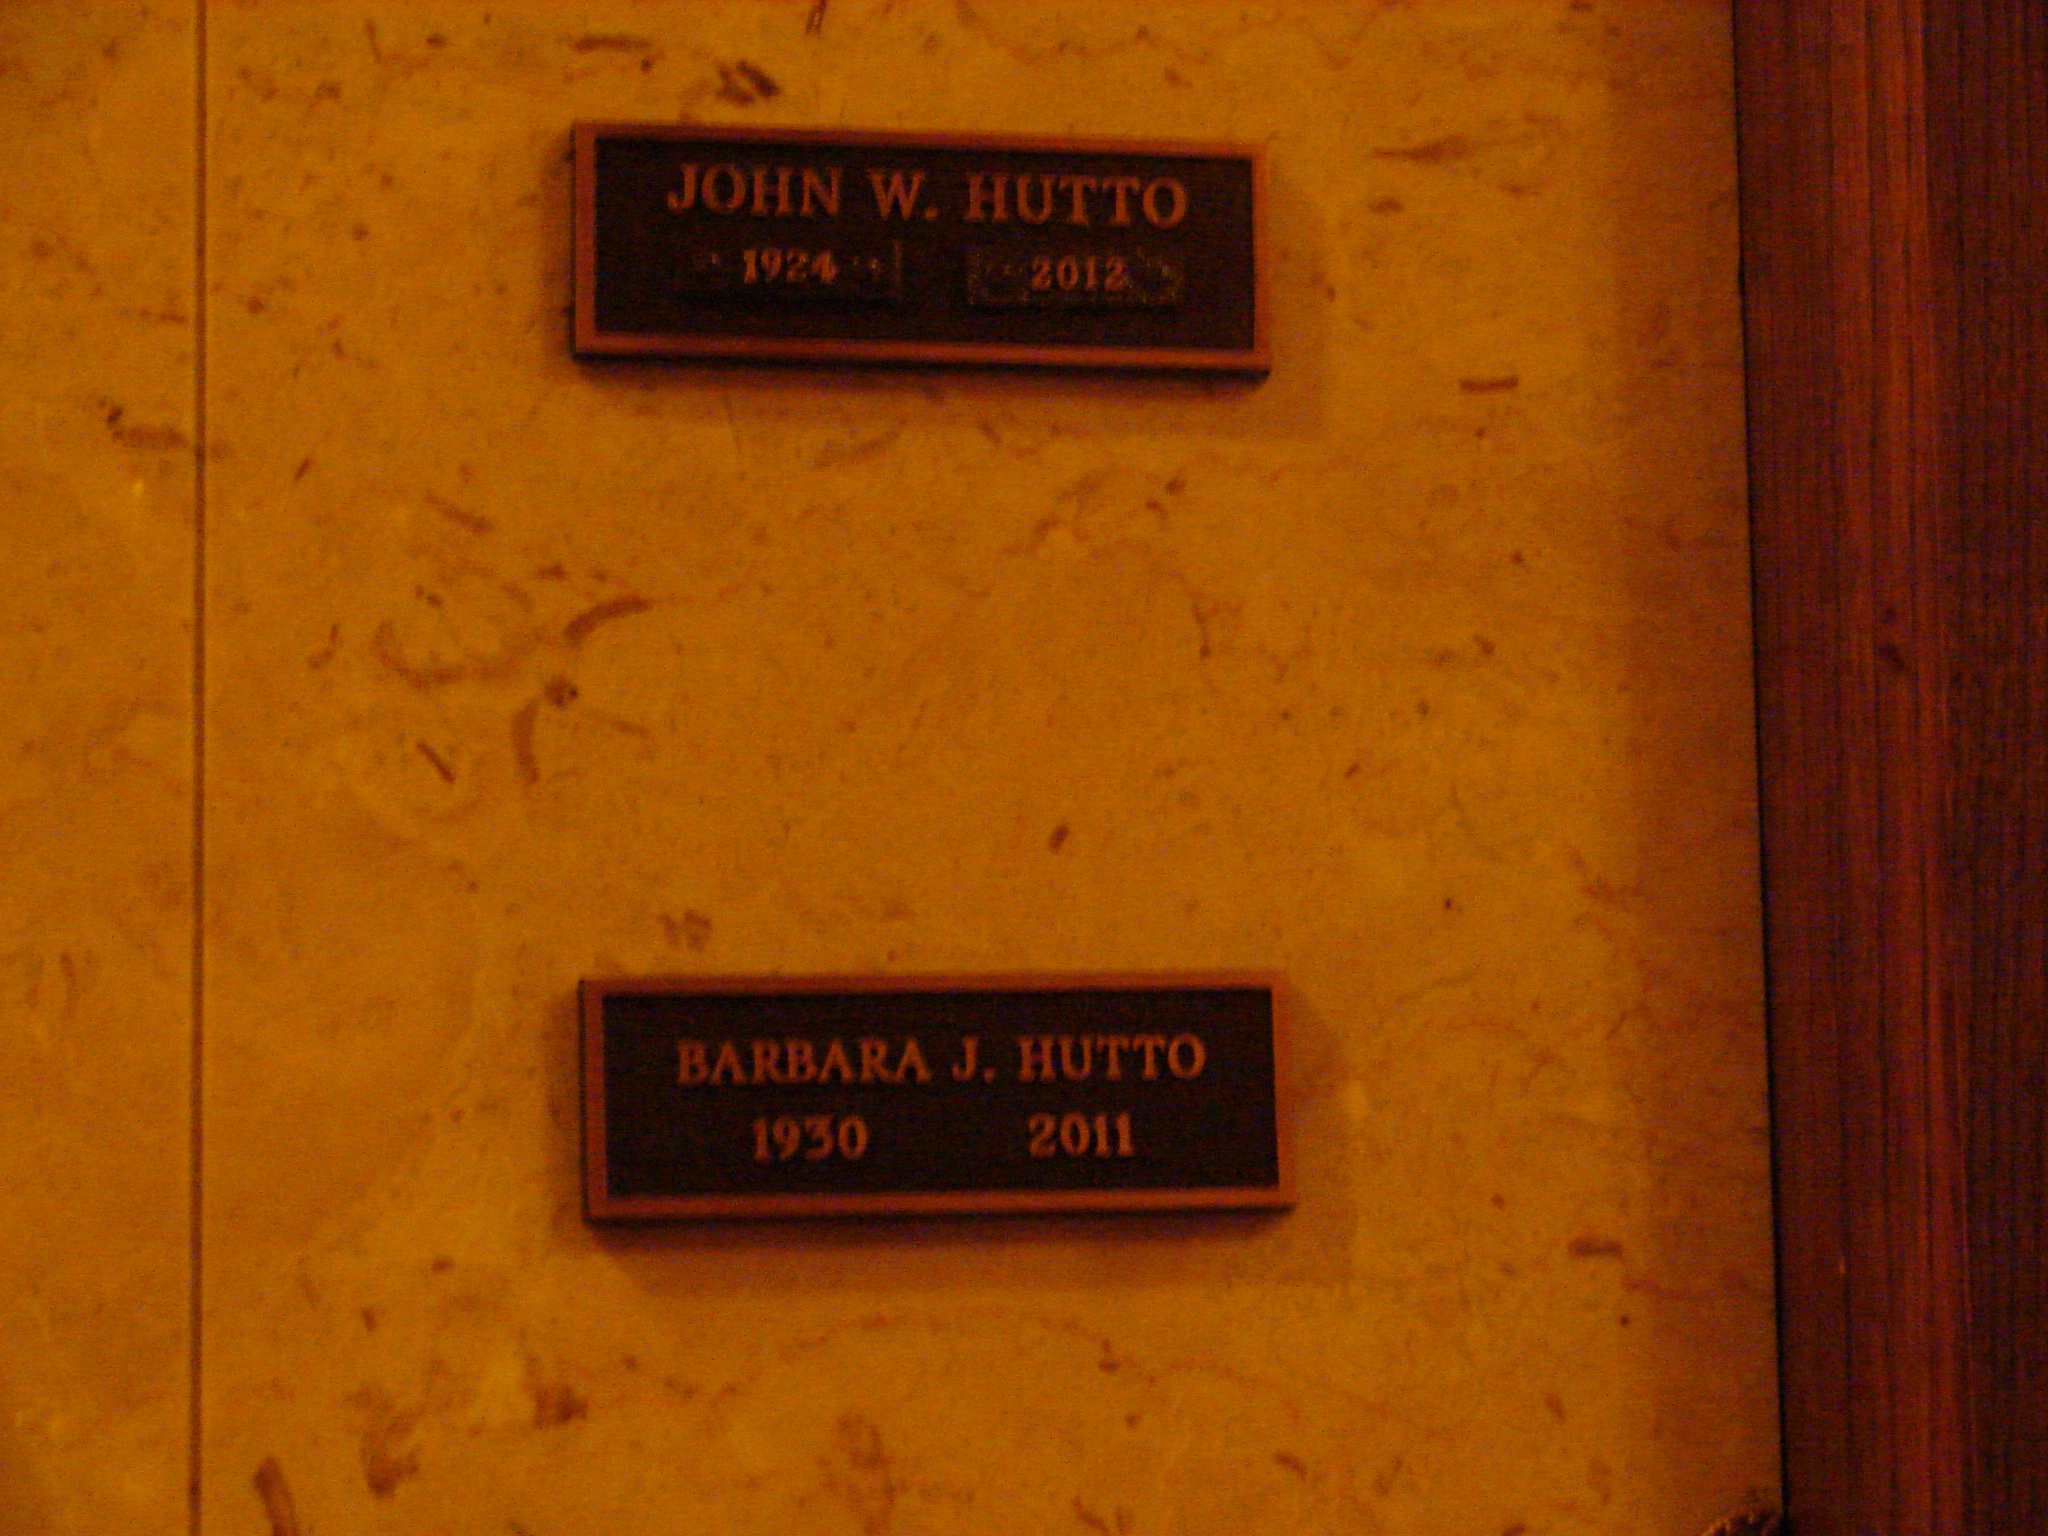 JOHN W. HUTTO
1924 2012
BARBARA J. HUTTO
1930 2011